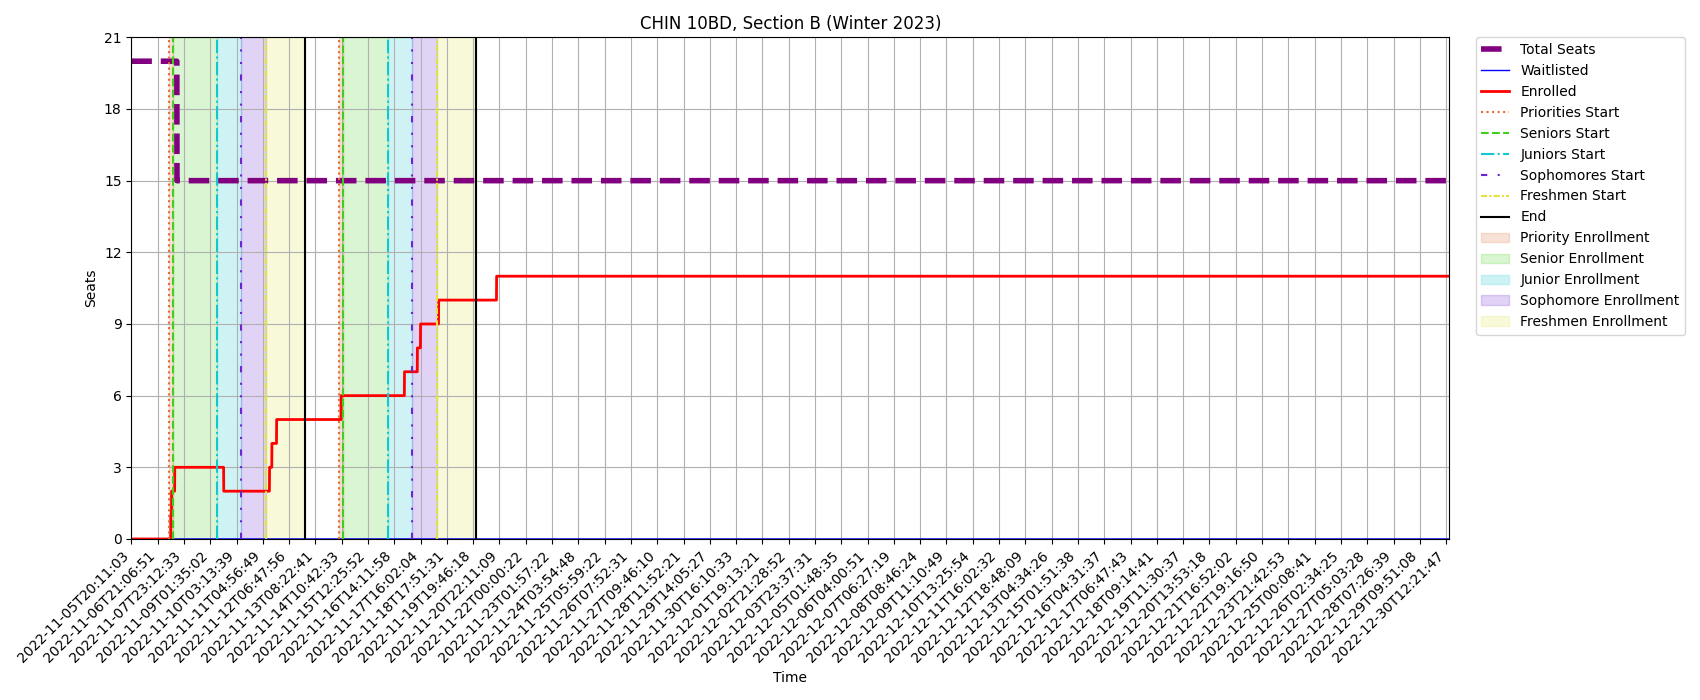 CHIN 10BD, Section B (Winter 2023)
21
18
15
12
9
6
3
0
Seats
2022-11-05T20:11:03
2022-11-06T21:06:51
2022-11-07T23:12:33
2022-11-09T01:35:02
2022-11-10T03:13:39
2022-11-11T04:56:49
2022-11-12T06:47:56
2022-11-13T08:22:41
2022-11-14T10:42:33
2022-11-15T12:25:52
2022-11-16T14:11:58
2022-11-17T16:02:04
2022-11-18T17:51:31
2022-11-19T19:46:18
2022-11-20T22:11:09
2022-11-22T00:00:22
2022-11-23T01:57:22
2022-11-24T03:54:48
2022-11-25T05:59:22
2022-11-26T07:52:31
2022-11-27T09:46:10
2022-11-28T11:52:21
2022-11-29T14:05:27
2022-11-30T16:10:33
2022-12-01T19:13:21
2022-12-02T21:28:52
2022-12-03T23:37:31
2022-12-05T01:48:35
2022-12-06T04:00:51
2022-12-07T06:27:19
2022-12-08T08:46:24
2022-12-09T11:10:49
2022-12-10T13:25:54
2022-12-11T16:02:32
2022-12-12T18:48:09
2022-12-13T04:34:26
2022-12-15T01:51:38
2022-12-16T04:31:37
2022-12-17T06:47:43
2022-12-18T09:14:41
2022-12-19T11:30:37
2022-12-20T13:53:18
2022-12-21T16:52:02
2022-12-22T19:16:50
2022-12-23T21:42:53
2022-12-25T00:08:41
2022-12-26T02:34:25
2022-12-27T05:03:28
2022-12-28T07:26:39
2022-12-29T09:51:08
2022-12-30T12:21:47
Time
Total Seats
Waitlisted
Enrolled
Priorities Start
Seniors Start
Juniors Start
Sophomores Start
Freshmen Start
End
Priority Enrollment
Senior Enrollment
Junior Enrollment
Sophomore Enrollment
Freshmen Enrollment